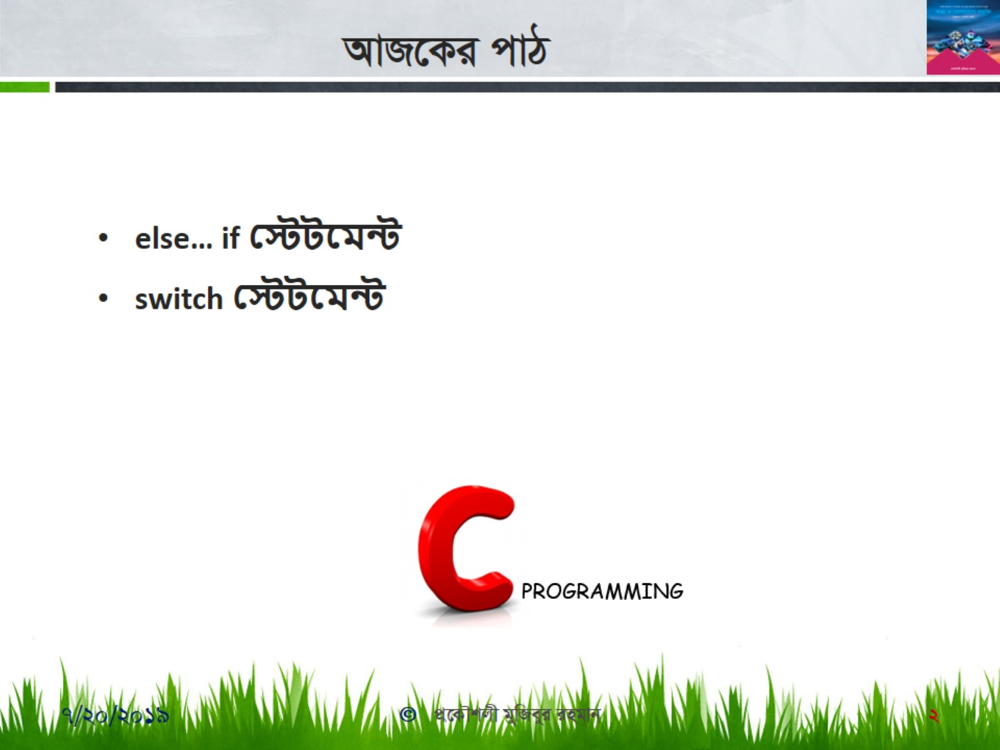 আজকের পাঠ
• else... if স্টেটমেন্ট
• switch স্টেটমেন্ট
C PROGRAMMING
৭/২০/২০১৯
© প্রকৌশলী মুজিবুর রহমান
২